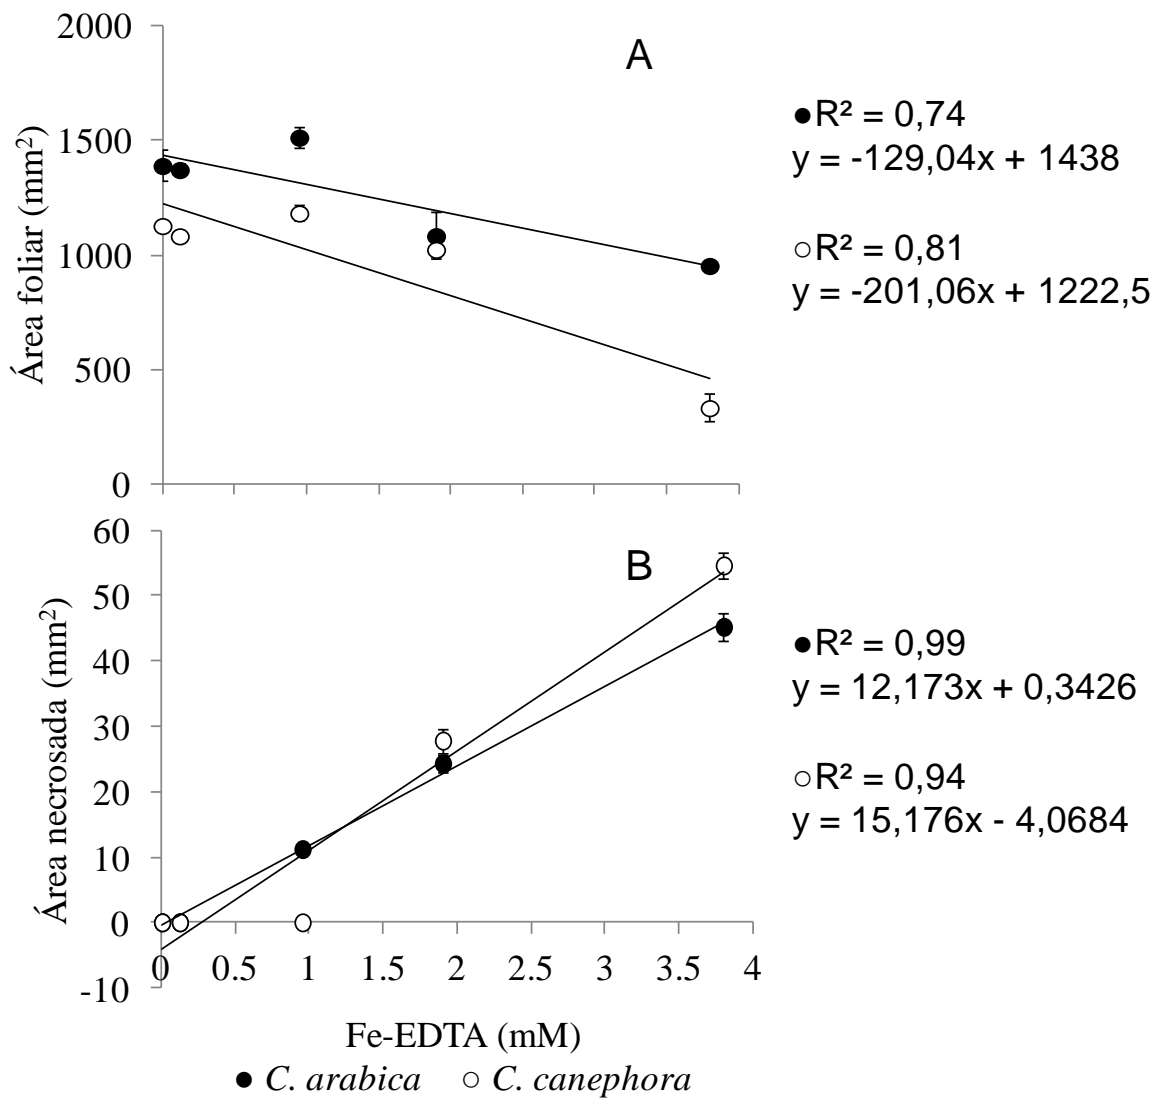 2000
1500
1000
500
0
Área foliar (mm²)
A
●R² = 0,74
y = -129,04x + 1438
○R² = 0,81
y = -201,06x + 1222,5
60
50
40
30
20
10
0
-10
Área necrosada (mm²)
B
●R² = 0,99
y = 12,173x + 0,3426
○R² = 0,94
y = 15,176x - 4,0684
0 0.5 1 1.5 2 2.5 3 3.5 4
Fe-EDTA (mM)
● C. arabica ○ C. canephora